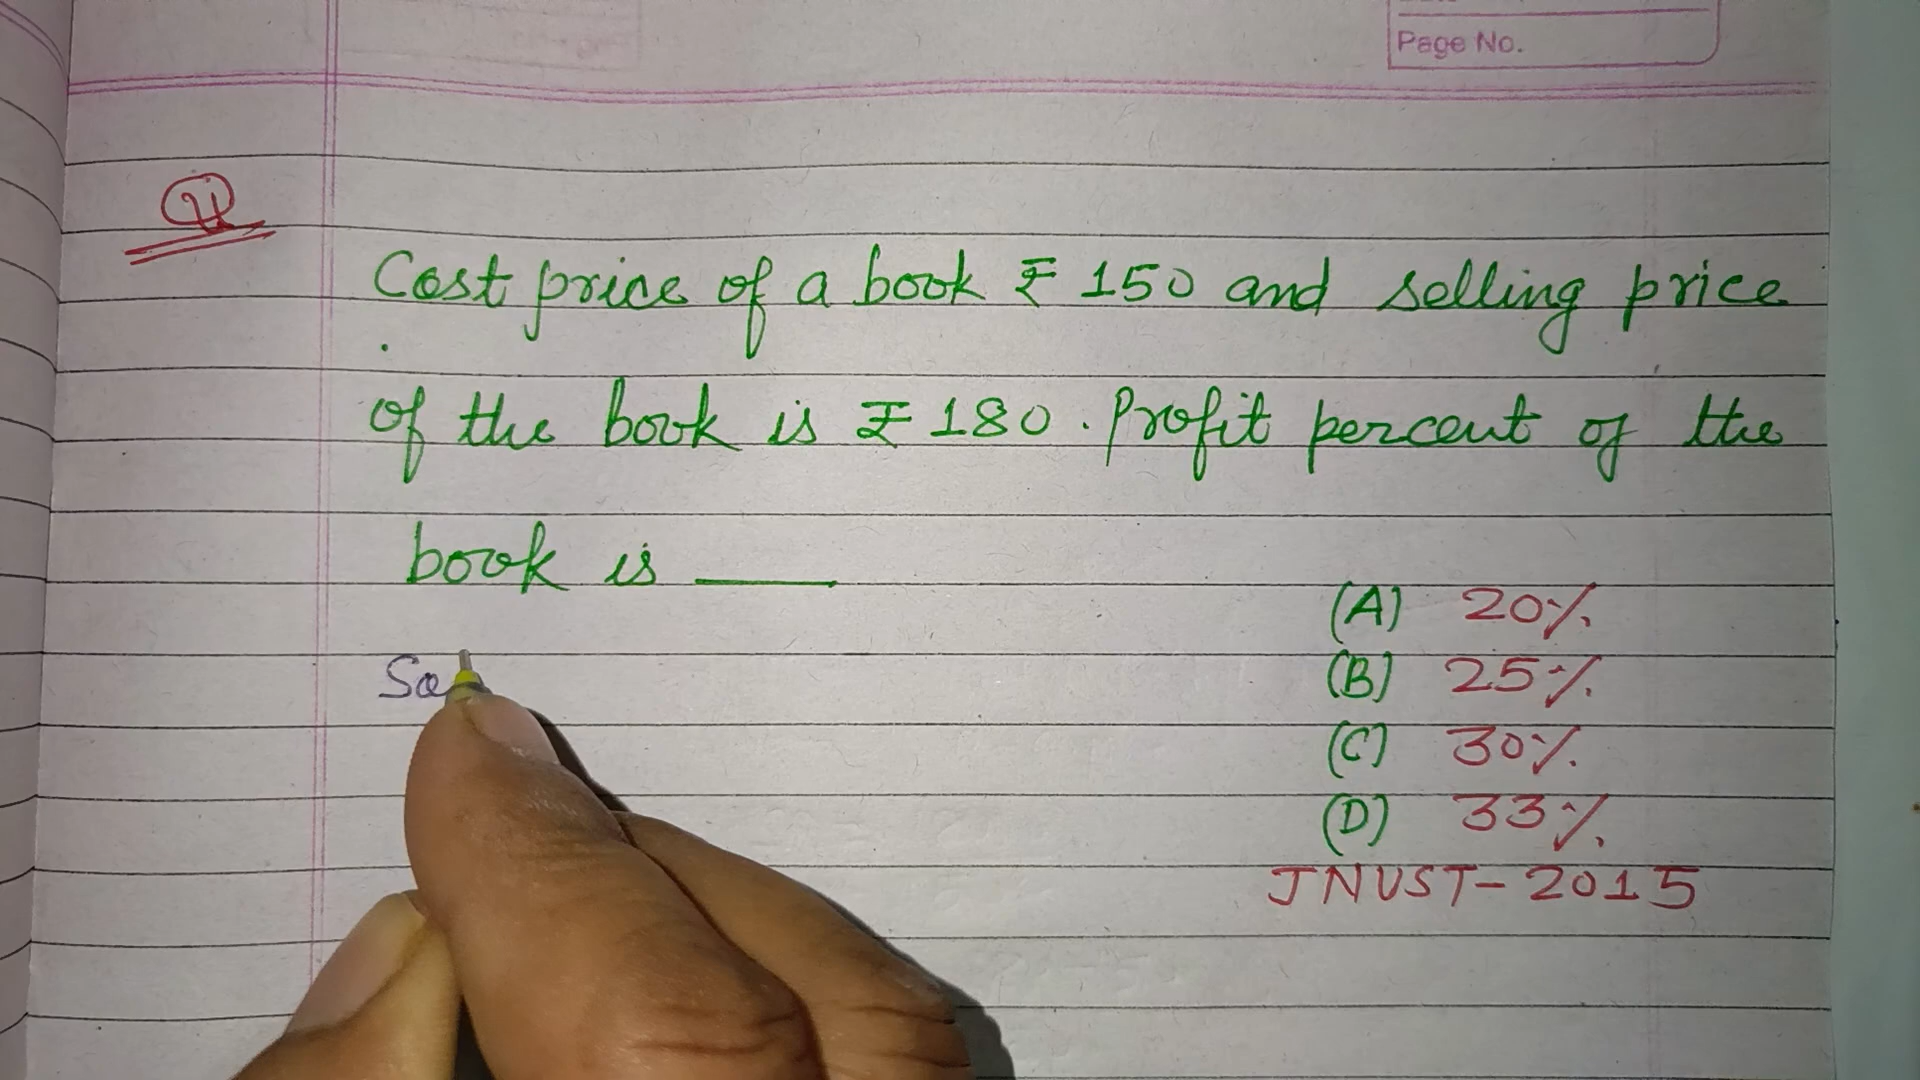 Page No.
Cost price of a book ₹ 150 and selling price
of the book is ₹ 180. Profit percent of the
book is ____
(A) 20%
So
(B) 25%
(C) 30%
(D) 33%
JNVST-2015